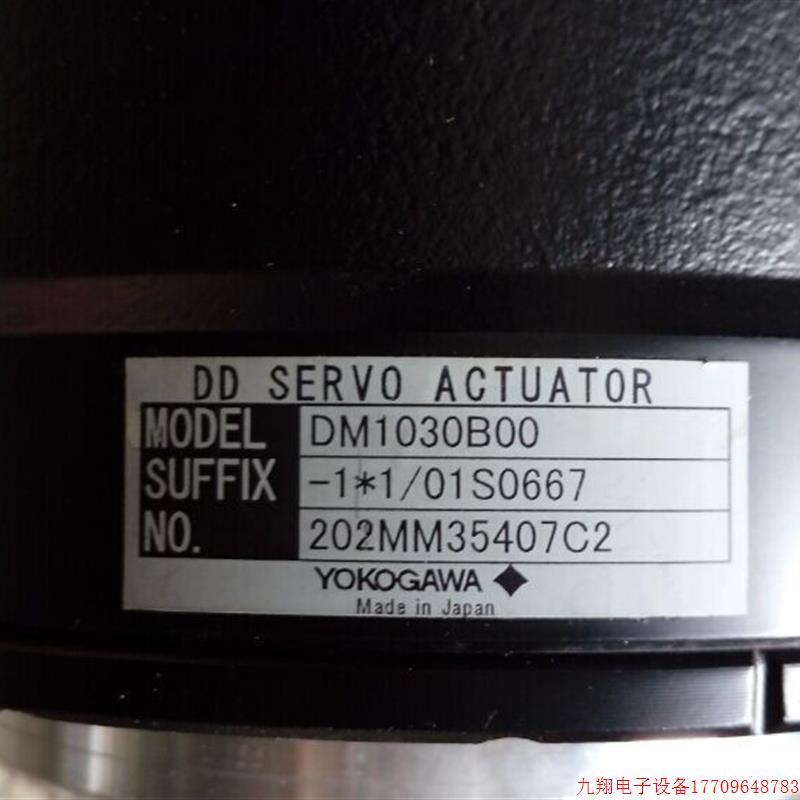 DD SERVO ACTUATOR
MODEL DM1030B00
SUFFIX -1*1/01S0667
NO. 202MM35407C2
YOKOGAWA
Made in Japan
九翔电子设备17709648783